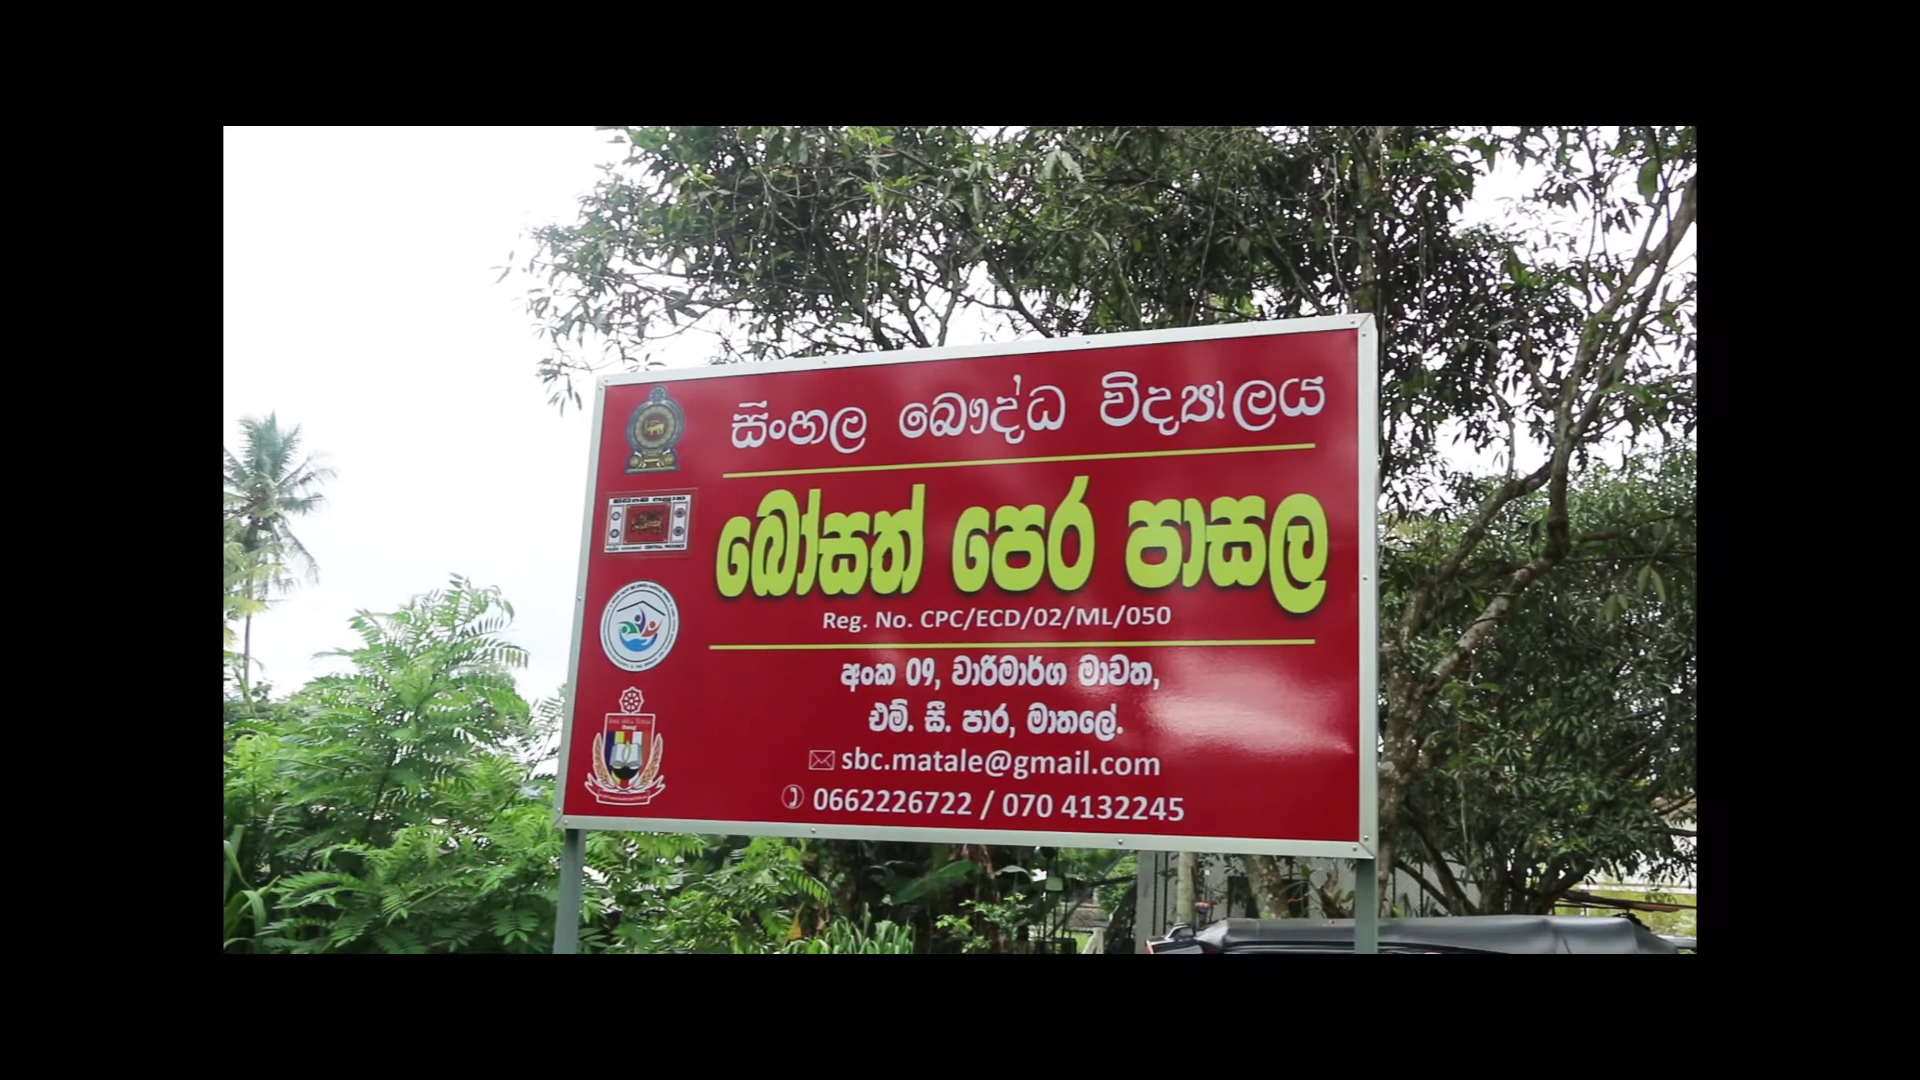 සිංහල බෞද්ධ විද්‍යාලය
බෝසත් පෙර පාසල
Reg. No. CPC/ECD/02/ML/050
අංක 09, වාරිමාර්ග මාවත,
එම්. සී. පාර, මාතලේ.
sbc.matale@gmail.com
0662226722 / 070 4132245